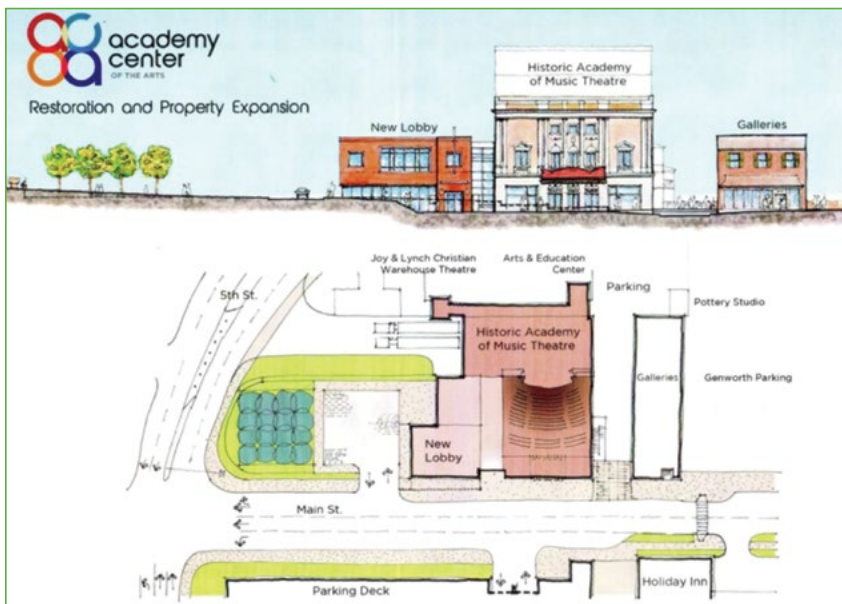 academy
center
OF THE ARTS
Restoration and Property Expansion
Historic Academy
of Music Theatre
New Lobby
Galleries
Joy & Lynch Christian
Warehouse Theatre
Arts & Education
Center
5th St.
Parking
Pottery Studio
Historic Academy
of Music Theatre
Galleries
Genworth Parking
New
Lobby
Main St.
Parking Deck
Holiday Inn